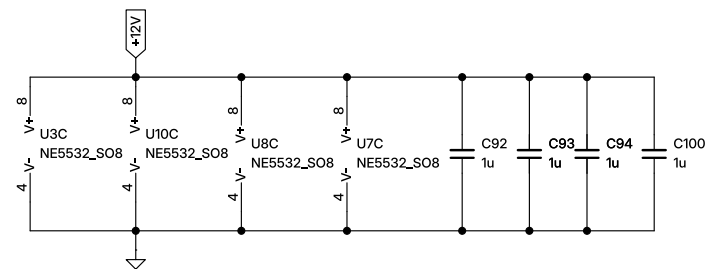 +12V
8
V+
V-
4
U3C
NE5532_SO8
8
V+
V-
4
U10C
NE5532_SO8
8
V+
V-
4
U8C
NE5532_SO8
8
V+
V-
4
U7C
NE5532_SO8
C92
1u
C93
1u
C94
1u
C100
1u